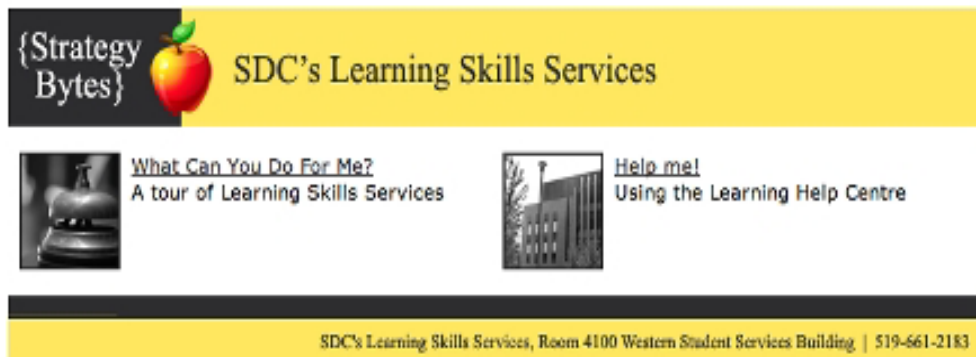 {Strategy
Bytes}
SDC's Learning Skills Services
What Can You Do For Me?
A tour of Learning Skills Services
Help me!
Using the Learning Help Centre
SDC's Learning Skills Services, Room 4100 Western Student Services Building | 519-661-2183